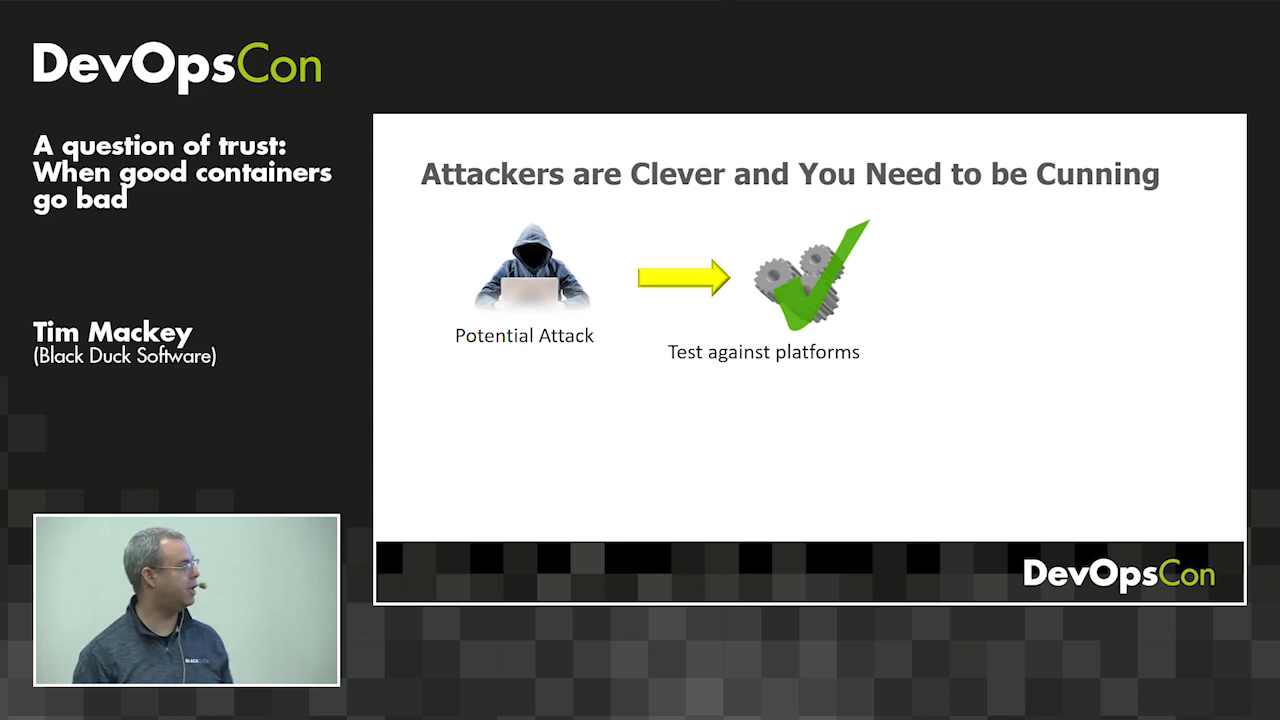 DevOpsCon
A question of trust:
When good containers
go bad
Tim Mackey
(Black Duck Software)
Attackers are Clever and You Need to be Cunning
Potential Attack
Test against platforms
DevOpsCon
BLACKDUCK